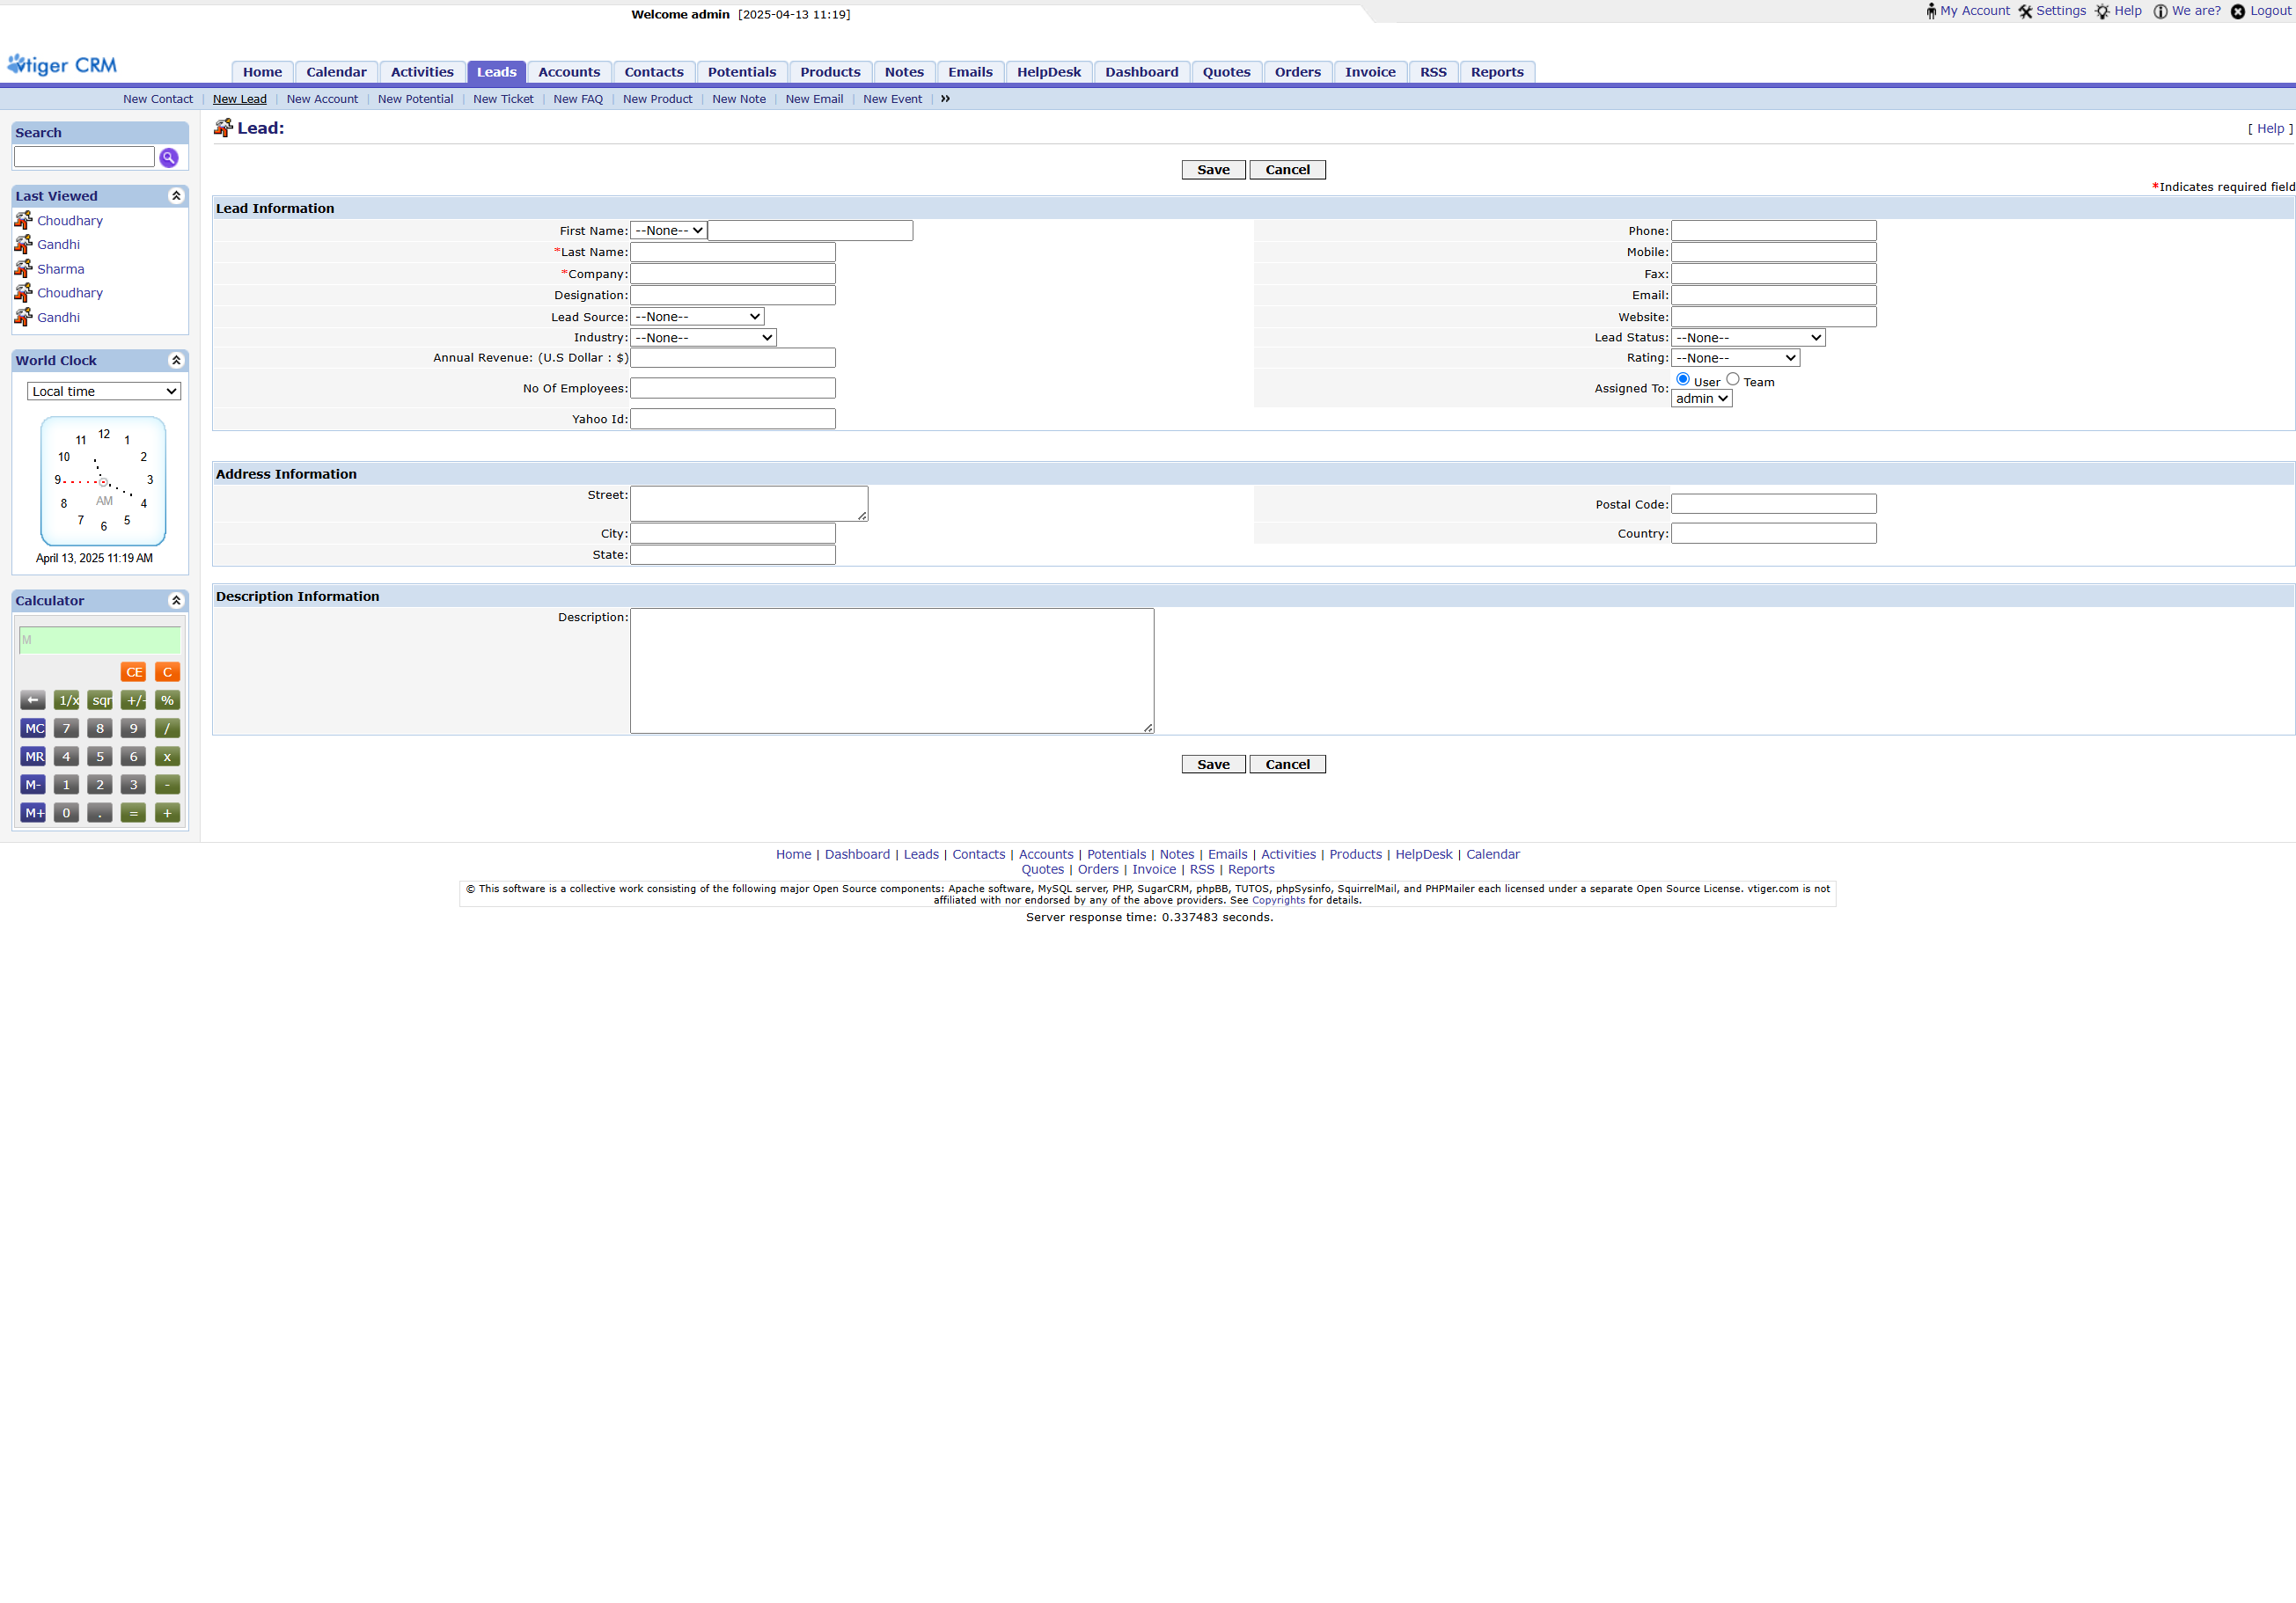 Welcome admin [2025-04-13 11:19]
My Account Settings Help We are? Logout
vtiger CRM
Home Calendar Activities Leads Accounts Contacts Potentials Products Notes Emails HelpDesk Dashboard Quotes Orders Invoice RSS Reports
New Contact | New Lead | New Account | New Potential | New Ticket | New FAQ | New Product | New Note | New Email | New Event | »
Search
Last Viewed
Choudhary
Gandhi
Sharma
Choudhary
Gandhi
World Clock
Local time
12
11 1
10 2
9 3
AM
8 4
7 5
6
April 13, 2025 11:19 AM
Calculator
M
CE C
← 1/x sqr +/- %
MC 7 8 9 /
MR 4 5 6 x
M- 1 2 3 -
M+ 0 . = +
Lead:
[ Help ]
Save Cancel
*Indicates required field
Lead Information
First Name: --None-- Phone:
*Last Name: Mobile:
*Company: Fax:
Designation: Email:
Lead Source: --None-- Website:
Industry: --None-- Lead Status: --None--
Annual Revenue: (U.S Dollar : $) Rating: --None--
No Of Employees: Assigned To: User Team
admin
Yahoo Id:
Address Information
Street: Postal Code:
City: Country:
State:
Description Information
Description:
Save Cancel
Home | Dashboard | Leads | Contacts | Accounts | Potentials | Notes | Emails | Activities | Products | HelpDesk | Calendar
Quotes | Orders | Invoice | RSS | Reports
© This software is a collective work consisting of the following major Open Source components: Apache software, MySQL server, PHP, SugarCRM, phpBB, TUTOS, phpSysinfo, SquirrelMail, and PHPMailer each licensed under a separate Open Source License. vtiger.com is not
affiliated with nor endorsed by any of the above providers. See Copyrights for details.
Server response time: 0.337483 seconds.